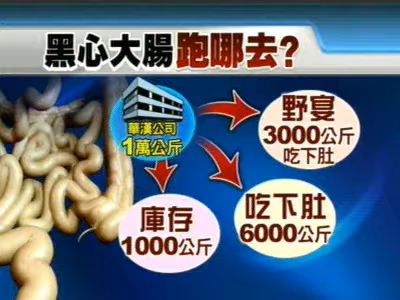 黑心大腸跑哪去?
華漢公司
1萬公斤
野宴
3000公斤
吃下肚
庫存
1000公斤
吃下肚
6000公斤